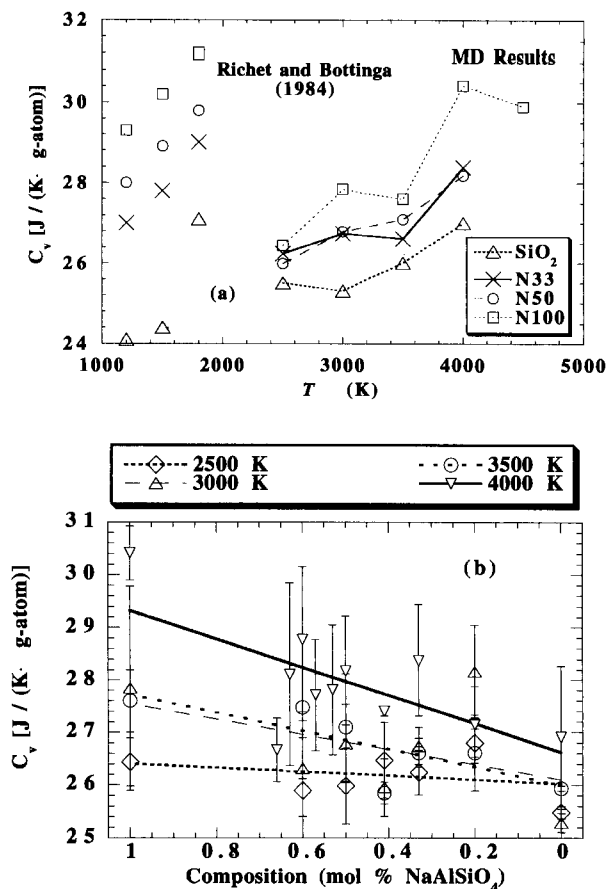 32
30
28
26
24
C_v [J / (K· g-atom)]
Richet and Bottinga
(1984)
MD Results
(a)
SiO₂
N33
N50
N100
1000 2000 3000 4000 5000
T (K)
2500 K
3500 K
3000 K
4000 K
31
30
29
28
27
26
25
C_v [J / (K· g-atom)]
(b)
1 0.8 0.6 0.4 0.2 0
Composition (mol % NaAlSiO₄)